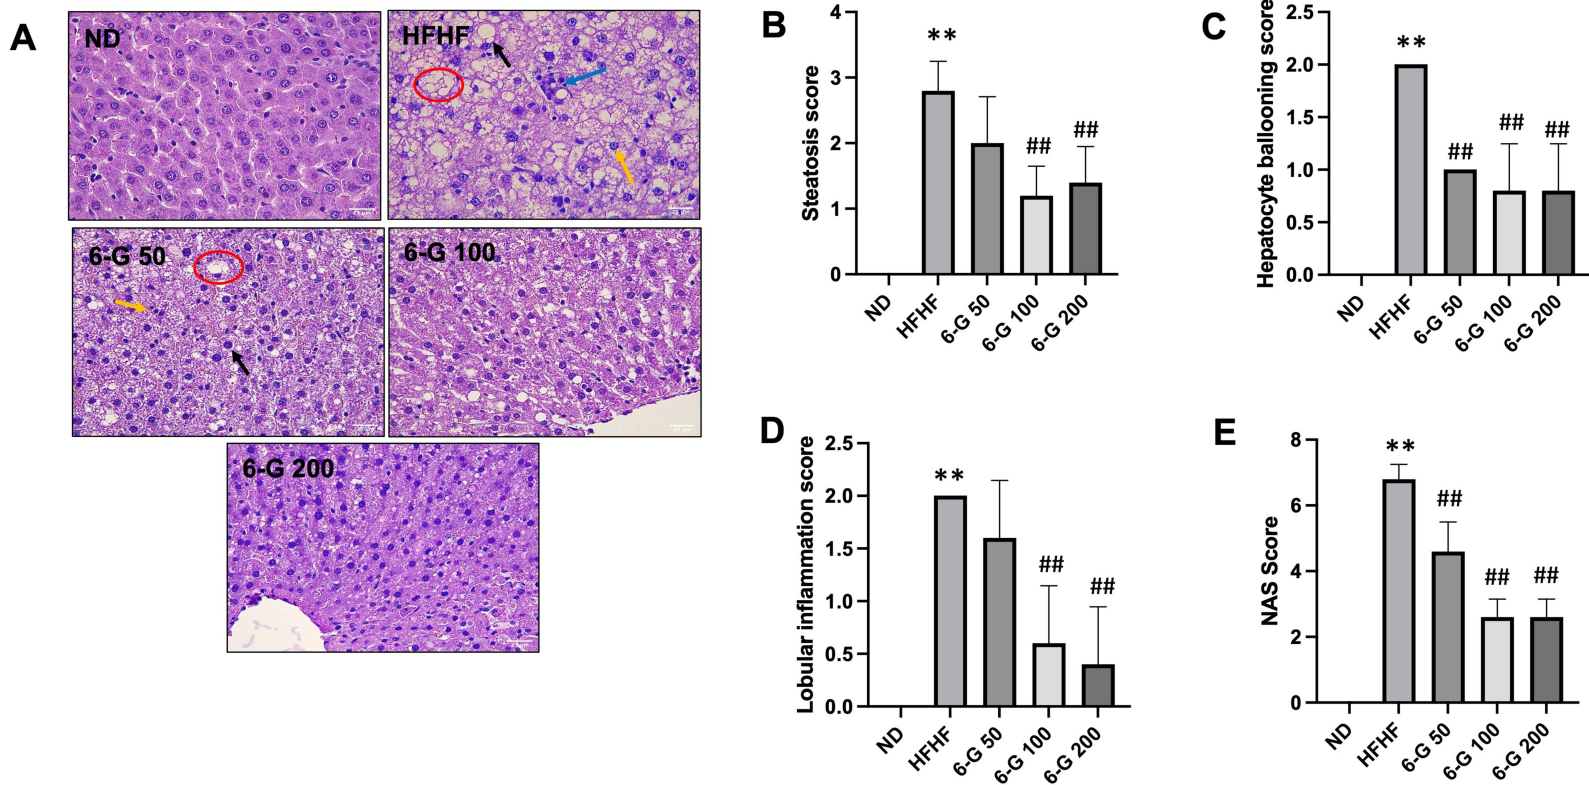 A
ND
HFHF
6-G 50
6-G 100
6-G 200
B
Steatosis score
4
3
2
1
0
**
##
##
ND
HFHF
6-G 50
6-G 100
6-G 200
C
Hepatocyte ballooning score
2.5
2.0
1.5
1.0
0.5
0.0
**
##
##
##
ND
HFHF
6-G 50
6-G 100
6-G 200
D
Lobular inflamation score
2.5
2.0
1.5
1.0
0.5
0.0
**
##
##
ND
HFHF
6-G 50
6-G 100
6-G 200
E
NAS Score
8
6
4
2
0
**
##
##
##
ND
HFHF
6-G 50
6-G 100
6-G 200